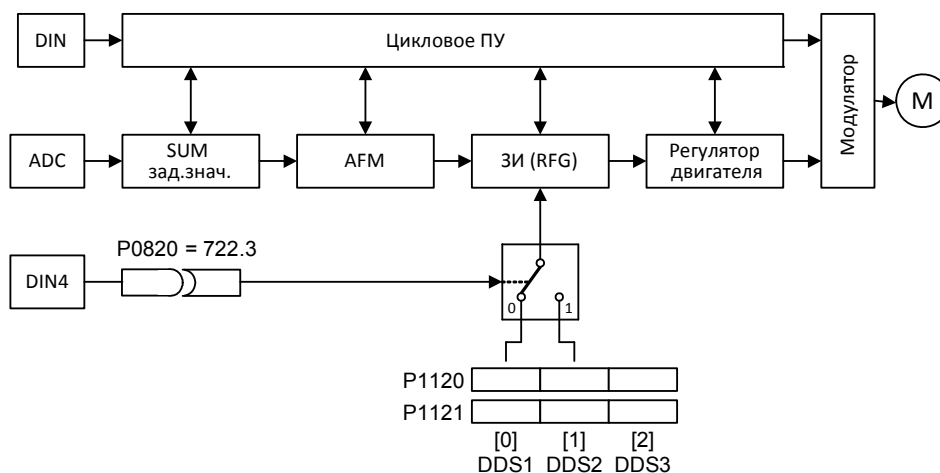 DIN
Цикловое ПУ
Модулятор
M
ADC
SUM
зад.знач.
AFM
ЗИ (RFG)
Регулятор
двигателя
P0820 = 722.3
DIN4
0
1
P1120
P1121
[0] [1] [2]
DDS1 DDS2 DDS3